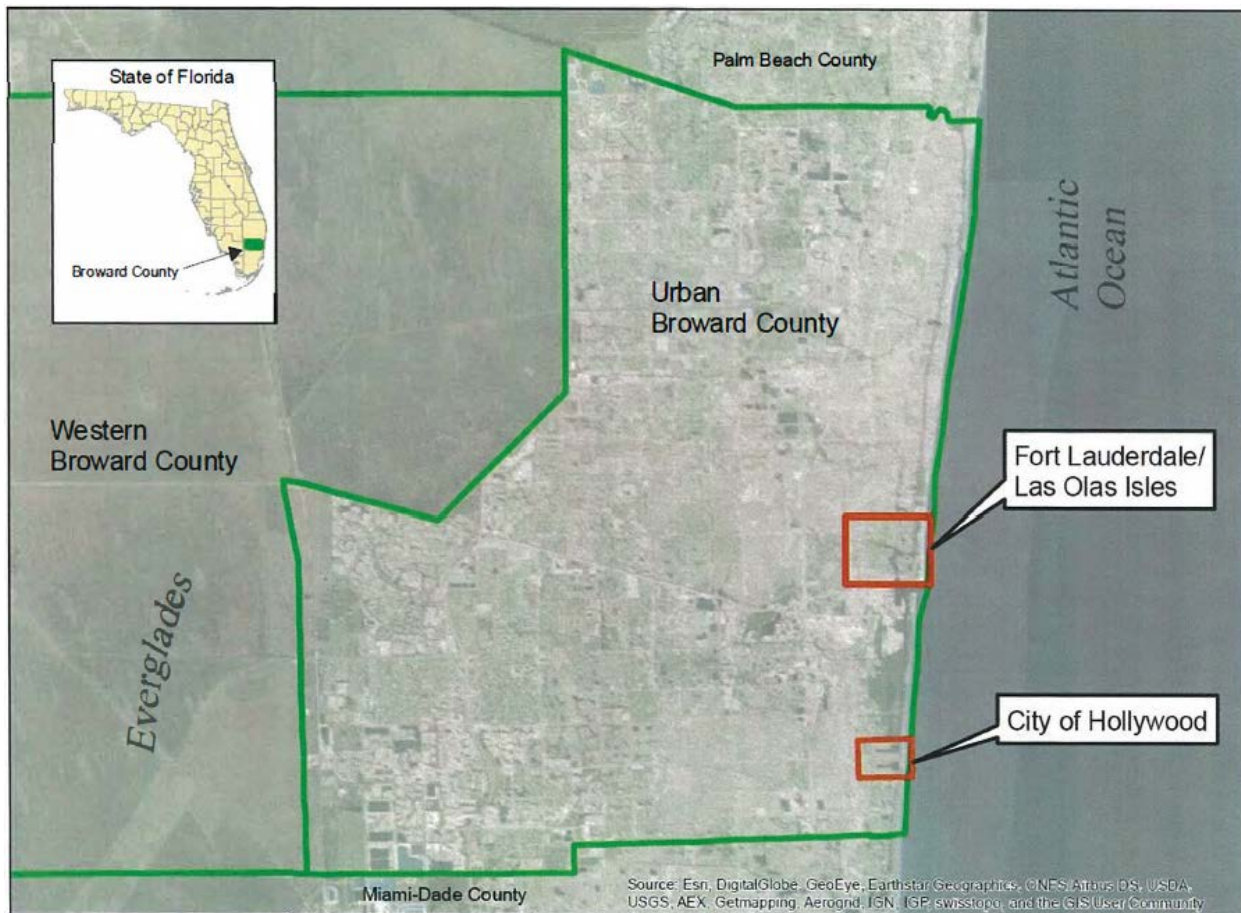 State of Florida
Broward County
Palm Beach County
Atlantic
Ocean
Urban
Broward County
Western
Broward County
Fort Lauderdale/
Las Olas Isles
Everglades
City of Hollywood
Miami-Dade County
Source: Esri, DigitalGlobe, GeoEye, Earthstar Geographics, CNES/Airbus DS, USDA,
USGS, AEX, Getmapping, Aerogrid, IGN, IGP, swisstopo, and the GIS User Community